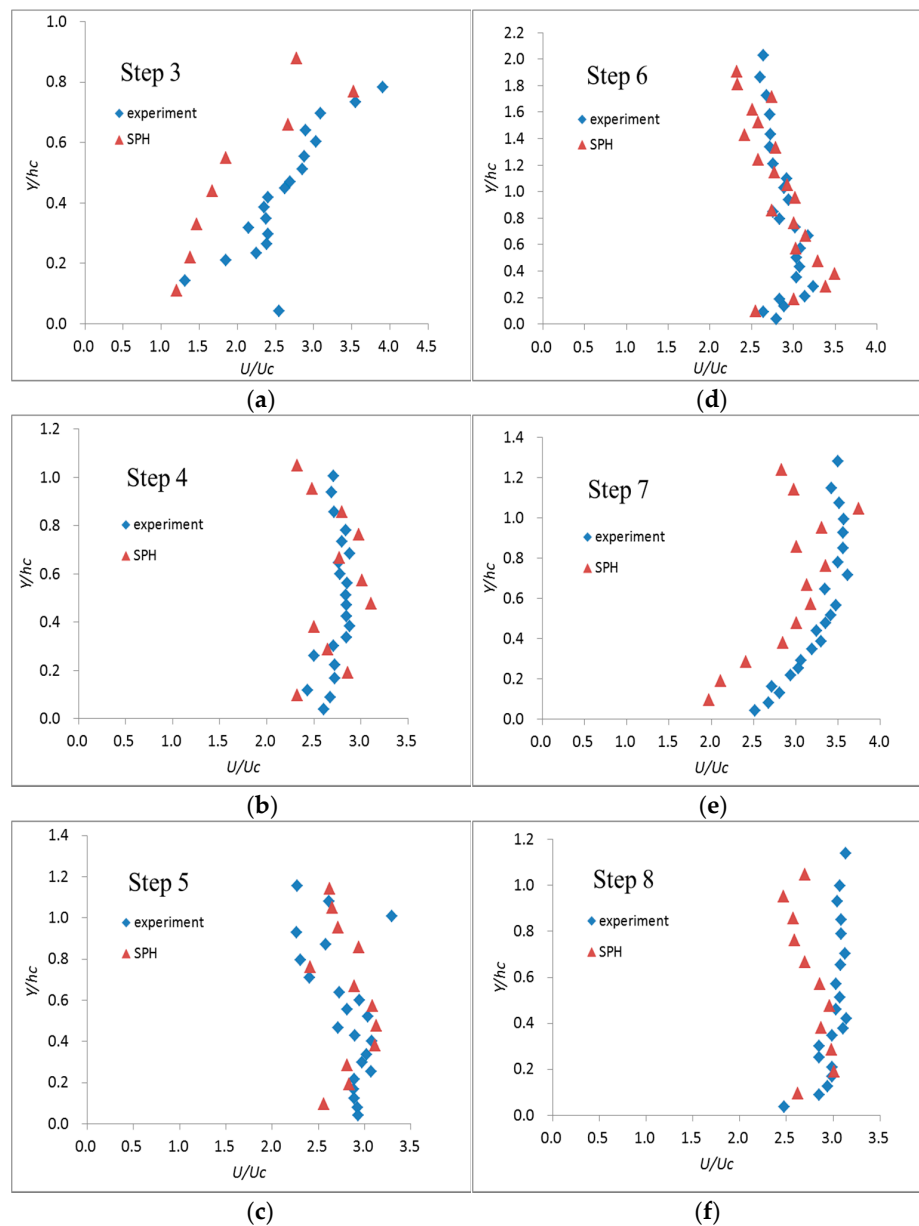 Step 3
experiment
SPH
Y/hc
1.0
0.8
0.6
0.4
0.2
0.0
0.0 0.5 1.0 1.5 2.0 2.5 3.0 3.5 4.0 4.5
U/Uc
(a)
Step 6
experiment
SPH
Y/hc
2.2
2.0
1.8
1.6
1.4
1.2
1.0
0.8
0.6
0.4
0.2
0.0
0.0 0.5 1.0 1.5 2.0 2.5 3.0 3.5 4.0
U/Uc
(d)
Step 4
experiment
SPH
Y/hc
1.2
1.0
0.8
0.6
0.4
0.2
0.0
0.0 0.5 1.0 1.5 2.0 2.5 3.0 3.5
U/Uc
(b)
Step 7
experiment
SPH
Y/hc
1.4
1.2
1.0
0.8
0.6
0.4
0.2
0.0
0.0 0.5 1.0 1.5 2.0 2.5 3.0 3.5 4.0
U/Uc
(e)
Step 5
experiment
SPH
Y/hc
1.4
1.2
1.0
0.8
0.6
0.4
0.2
0.0
0.0 0.5 1.0 1.5 2.0 2.5 3.0 3.5
U/Uc
(c)
Step 8
experiment
SPH
Y/hc
1.2
1.0
0.8
0.6
0.4
0.2
0.0
0.0 0.5 1.0 1.5 2.0 2.5 3.0 3.5
U/Uc
(f)